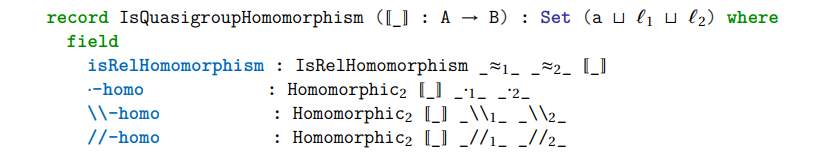 record IsQuasigroupHomomorphism (⟦_⟧ : A → B) : Set (a ⊔ ℓ₁ ⊔ ℓ₂) where
field
isRelHomomorphism : IsRelHomomorphism _≈₁_ _≈₂_ ⟦_⟧
·-homo : Homomorphic₂ ⟦_⟧ _·₁_ _·₂_
\\-homo : Homomorphic₂ ⟦_⟧ _\\₁_ _\\₂_
//-homo : Homomorphic₂ ⟦_⟧ _//₁_ _//₂_